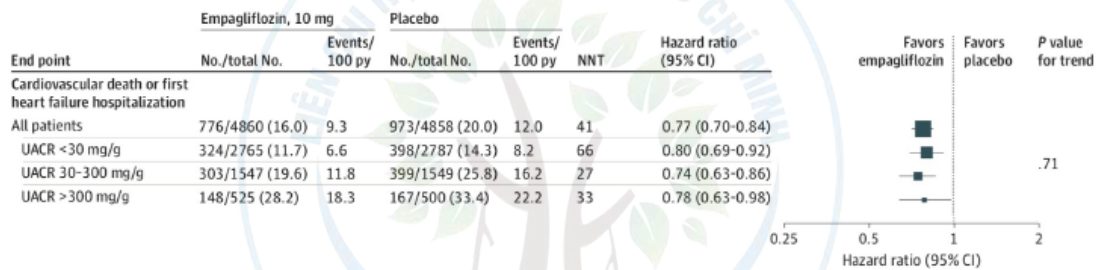 Empagliflozin, 10 mg Placebo
End point No./total No. Events/ 100 py No./total No. Events/ 100 py NNT Hazard ratio (95% CI) Favors empagliflozin Favors placebo P value for trend
Cardiovascular death or first
heart failure hospitalization
All patients 776/4860 (16.0) 9.3 973/4858 (20.0) 12.0 41 0.77 (0.70-0.84)
UACR <30 mg/g 324/2765 (11.7) 6.6 398/2787 (14.3) 8.2 66 0.80 (0.69-0.92)
.71
UACR 30-300 mg/g 303/1547 (19.6) 11.8 399/1549 (25.8) 16.2 27 0.74 (0.63-0.86)
UACR >300 mg/g 148/525 (28.2) 18.3 167/500 (33.4) 22.2 33 0.78 (0.63-0.98)
0.25 0.5 1 2
Hazard ratio (95% CI)
CHÍ MINH